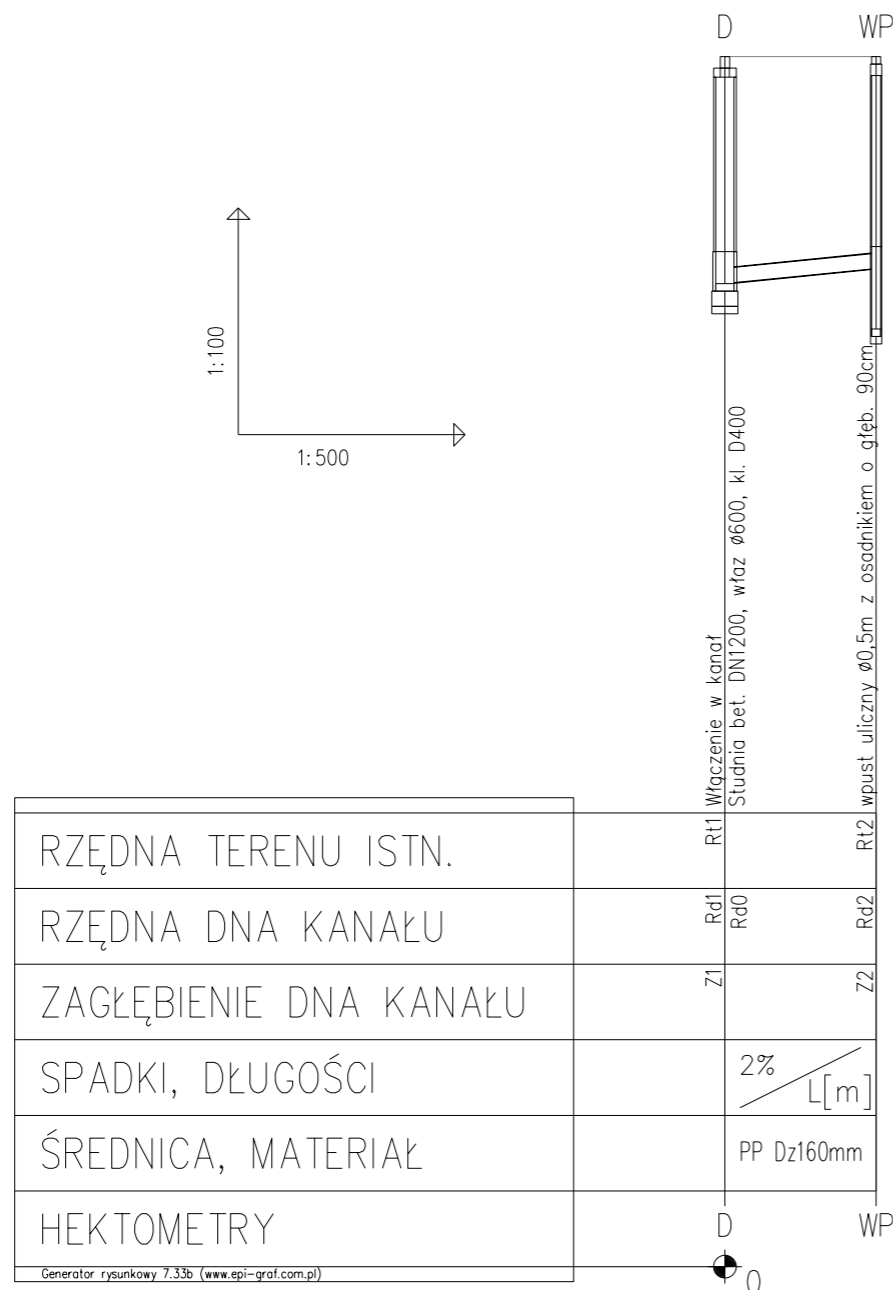 D WP
1:100
1:500
Włączenie w kanał
Studnia bet. DN1200, właz ø600, kl. D400
wpust uliczny ø0,5m z osadnikiem o głęb. 90cm
RZĘDNA TERENU ISTN. Rt1 Rt2
RZĘDNA DNA KANAŁU Rd1 Rd0 Rd2
ZAGŁĘBIENIE DNA KANAŁU Z1 Z2
SPADKI, DŁUGOŚCI 2% L[m]
ŚREDNICA, MATERIAŁ PP Dz160mm
HEKTOMETRY D WP
Generator rysunkowy 7.33b (www.epi-graf.com.pl) 0